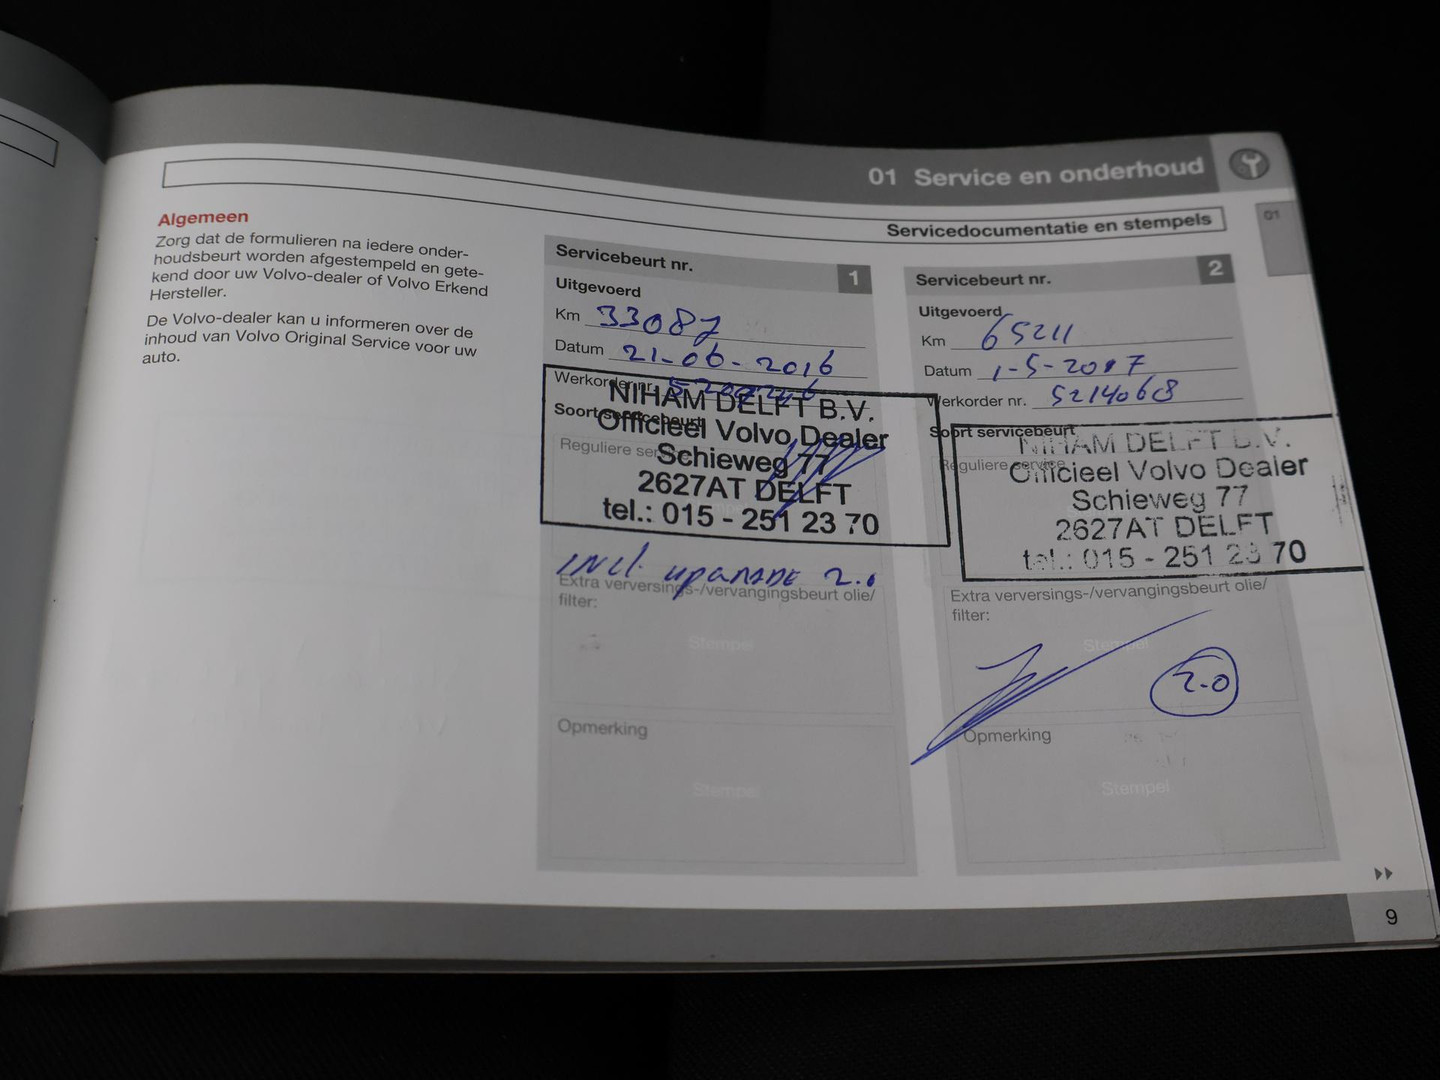 01 Service en onderhoud
01
Servicedocumentatie en stempels
Algemeen
Zorg dat de formulieren na iedere onder-
houdsbeurt worden afgestempeld en gete-
kend door uw Volvo-dealer of Volvo Erkend
Hersteller.
De Volvo-dealer kan u informeren over de
inhoud van Volvo Original Service voor uw
auto.
Servicebeurt nr. 1
Uitgevoerd
Km 33087
Datum 21-06-2016
Werkorder nr.
Soort servicebeurt
Reguliere
NIHAM DELFT B.V.
Officieel Volvo Dealer
Schieweg 77
2627AT DELFT
tel.: 015 - 251 23 70
incl. upgrade 2.0
Extra verversings-/vervangingsbeurt olie/
filter:
Stempel
Opmerking
Stempel
Servicebeurt nr. 2
Uitgevoerd
Km 65211
Datum 1-5-2017
Werkorder nr. 5214068
Soort servicebeurt
Reguliere service
NIHAM DELFT B.V.
Officieel Volvo Dealer
Schieweg 77
2627AT DELFT
tel.: 015 - 251 23 70
Extra verversings-/vervangingsbeurt olie/
filter:
Stempel
2.0
Opmerking
Stempel
9